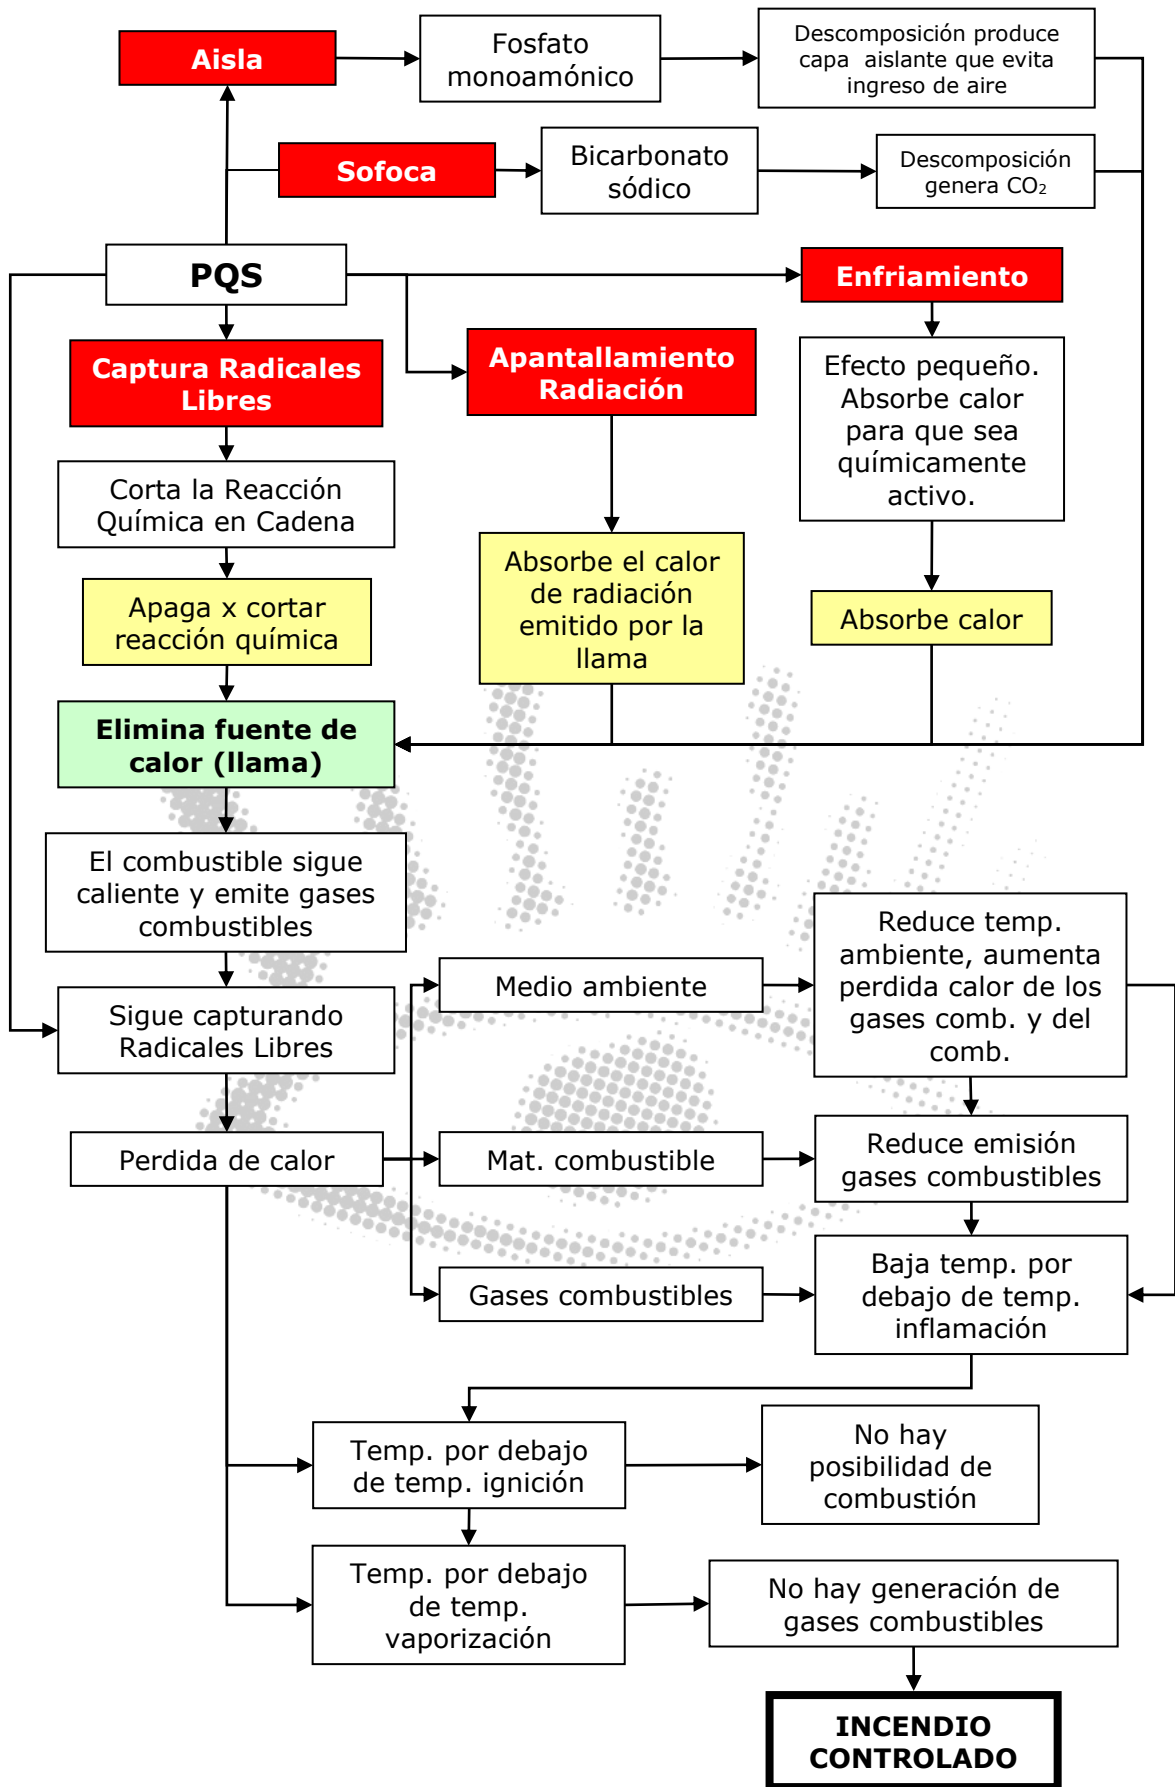 Aisla
Fosfato
monoamónico
Descomposición produce
capa aislante que evita
ingreso de aire
Sofoca
Bicarbonato
sódico
Descomposición
genera CO₂
PQS
Enfriamiento
Captura Radicales
Libres
Apantallamiento
Radiación
Efecto pequeño.
Absorbe calor
para que sea
químicamente
activo.
Corta la Reacción
Química en Cadena
Absorbe el calor
de radiación
emitido por la
llama
Apaga x cortar
reacción química
Absorbe calor
Elimina fuente de
calor (llama)
El combustible sigue
caliente y emite gases
combustibles
Sigue capturando
Radicales Libres
Medio ambiente
Reduce temp.
ambiente, aumenta
perdida calor de los
gases comb. y del
comb.
Perdida de calor
Mat. combustible
Reduce emisión
gases combustibles
Gases combustibles
Baja temp. por
debajo de temp.
inflamación
Temp. por debajo
de temp. ignición
No hay
posibilidad de
combustión
Temp. por debajo
de temp.
vaporización
No hay generación de
gases combustibles
INCENDIO
CONTROLADO